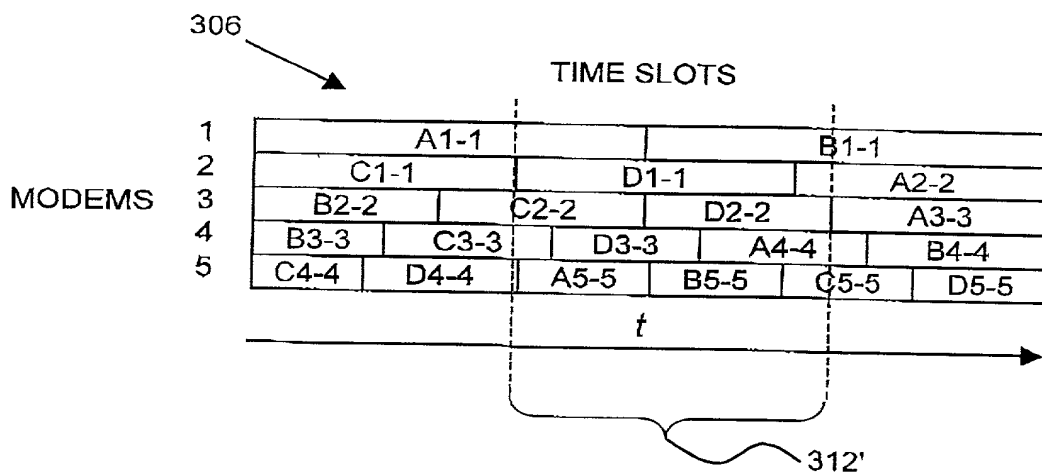 306
TIME SLOTS
1 A1-1 B1-1
2 C1-1 D1-1 A2-2
MODEMS 3 B2-2 C2-2 D2-2 A3-3
4 B3-3 C3-3 D3-3 A4-4 B4-4
5 C4-4 D4-4 A5-5 B5-5 C5-5 D5-5
t
312'